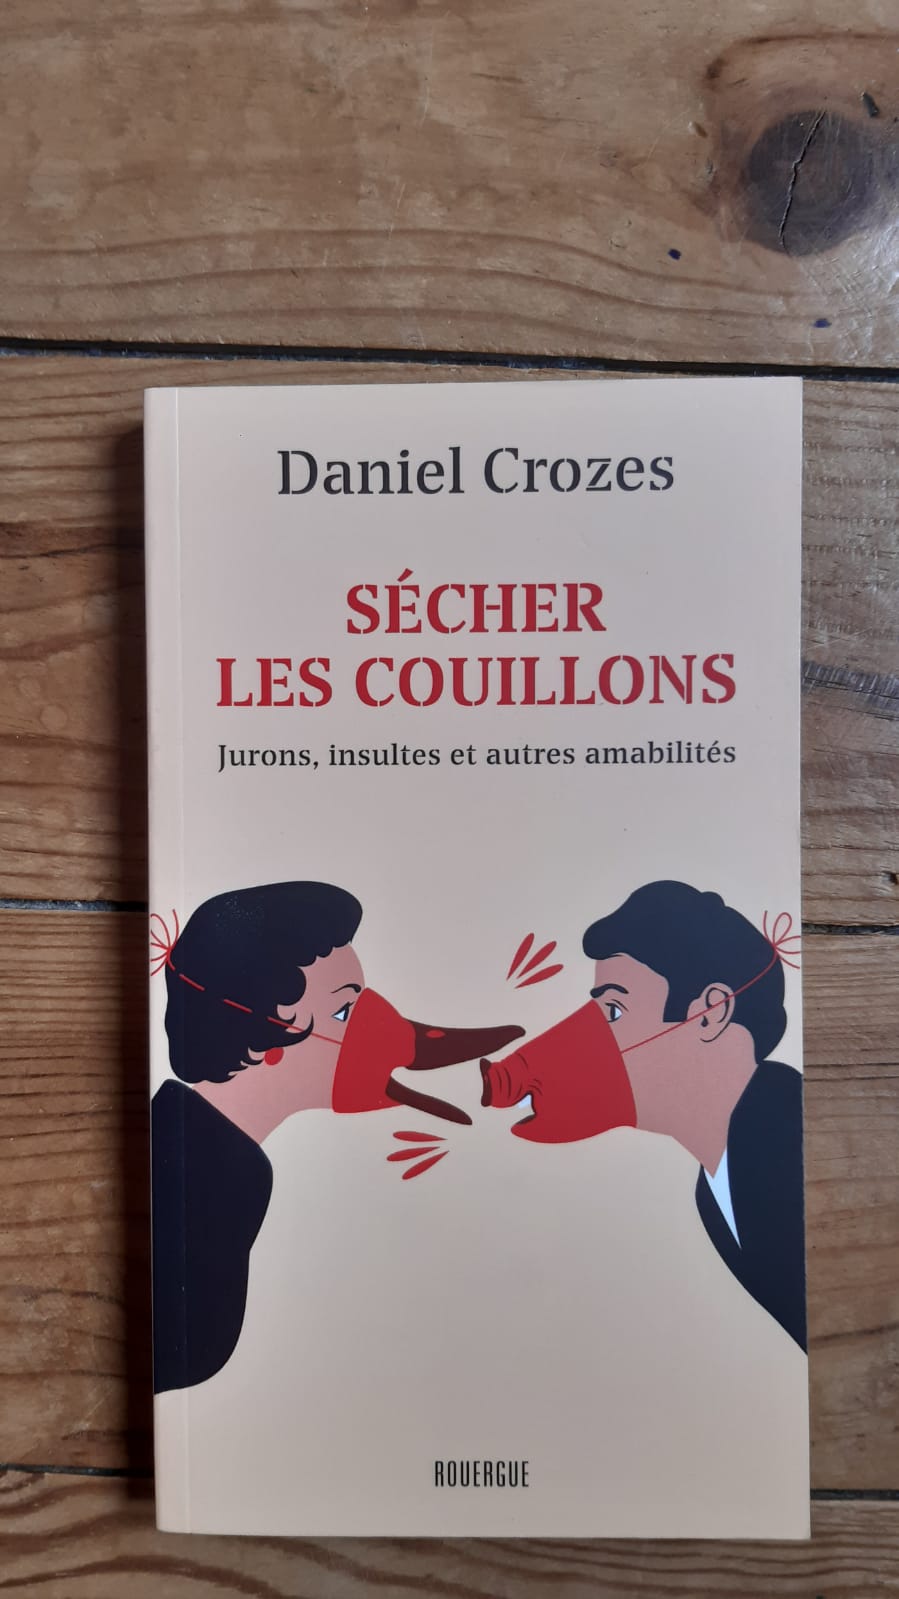 Daniel Crozes
SÉCHER
LES COUILLONS
Jurons, insultes et autres amabilités
ROUERGUE